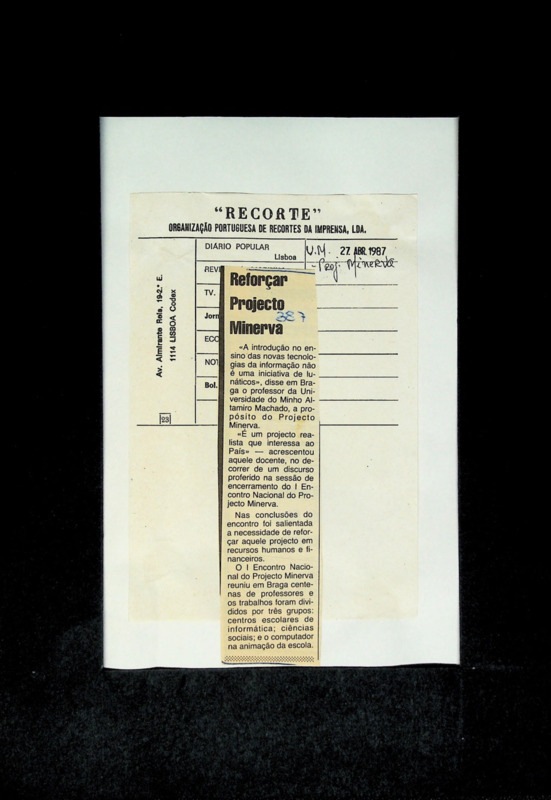 "RECORTE"
ORGANIZAÇÃO PORTUGUESA DE RECORTES DA IMPRENSA, LDA.
DIÁRIO POPULAR
Lisboa
U.M. 27 ABR. 1987
- Proj. Minerva
REVI
TV.
Jorn
ECO
NOT
Bol.
Av. Almirante Reis, 19-2.º E.
1114 LISBOA Codex
23
Reforçar
Projecto
Minerva
387
«A introdução no en-
sino das novas tecnolo-
gias da informação não
é uma iniciativa de lu-
náticos», disse em Bra-
ga o professor da Uni-
versidade do Minho Al-
tamiro Machado, a pro-
pósito do Projecto
Minerva.
«É um projecto rea-
lista que interessa ao
País» — acrescentou
aquele docente, no de-
correr de um discurso
proferido na sessão de
encerramento do I En-
contro Nacional do Pro-
jecto Minerva.
Nas conclusões do
encontro foi salientada
a necessidade de refor-
çar aquele projecto em
recursos humanos e fi-
nanceiros.
O I Encontro Nacio-
nal do Projecto Minerva
reuniu em Braga cente-
nas de professores e
os trabalhos foram divi-
didos por três grupos:
centros escolares de
informática; ciências
sociais; e o computador
na animação da escola.